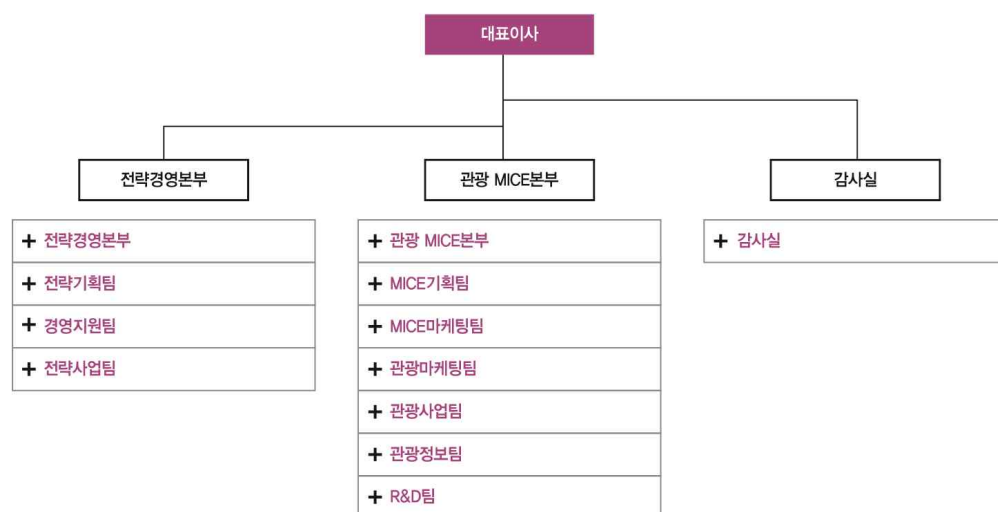 대표이사
전략경영본부
관광 MICE본부
감사실
+ 전략경영본부
+ 전략기획팀
+ 경영지원팀
+ 전략사업팀
+ 관광 MICE본부
+ MICE기획팀
+ MICE마케팅팀
+ 관광마케팅팀
+ 관광사업팀
+ 관광정보팀
+ R&D팀
+ 감사실